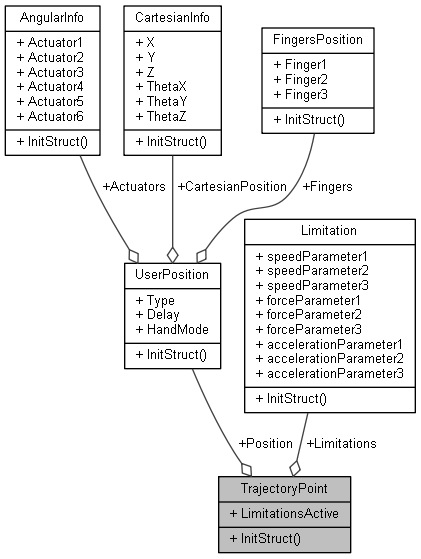 AngularInfo
+ Actuator1
+ Actuator2
+ Actuator3
+ Actuator4
+ Actuator5
+ Actuator6
+ InitStruct()
CartesianInfo
+ X
+ Y
+ Z
+ ThetaX
+ ThetaY
+ ThetaZ
+ InitStruct()
FingersPosition
+ Finger1
+ Finger2
+ Finger3
+ InitStruct()
+Actuators
+CartesianPosition
+Fingers
UserPosition
+ Type
+ Delay
+ HandMode
+ InitStruct()
Limitation
+ speedParameter1
+ speedParameter2
+ speedParameter3
+ forceParameter1
+ forceParameter2
+ forceParameter3
+ accelerationParameter1
+ accelerationParameter2
+ accelerationParameter3
+ InitStruct()
+Position
+Limitations
TrajectoryPoint
+ LimitationsActive
+ InitStruct()